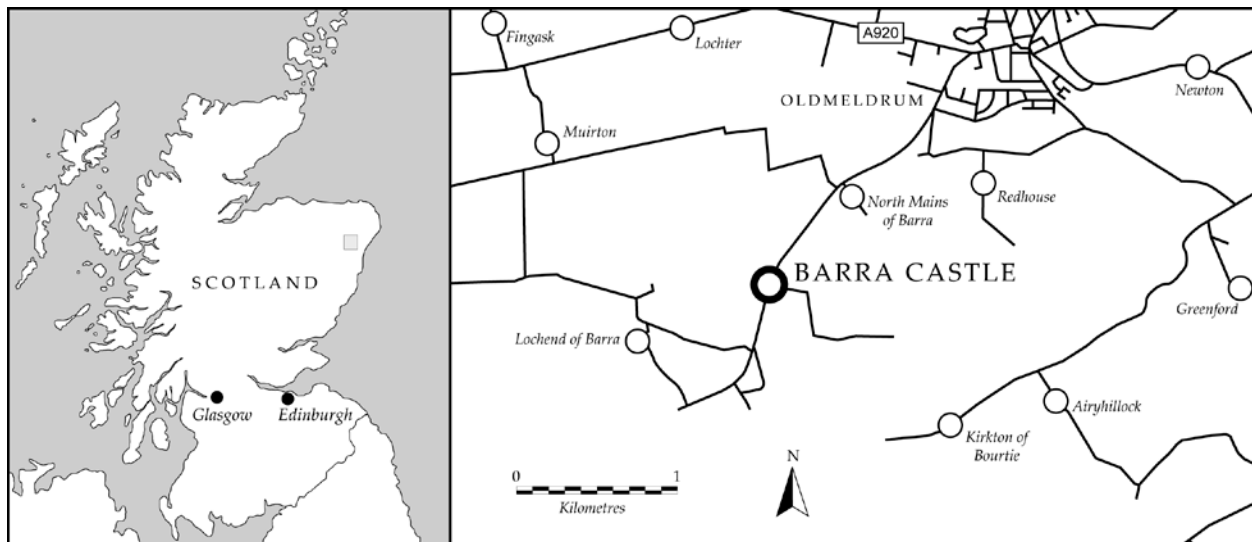 SCOTLAND
Glasgow
Edinburgh
Fingask
Lochter
A920
OLDMELDRUM
Newton
Muirton
North Mains
of Barra
Redhouse
BARRA CASTLE
Greenford
Lochend of Barra
Airyhillock
Kirkton of
Bourtie
0
1
Kilometres
N